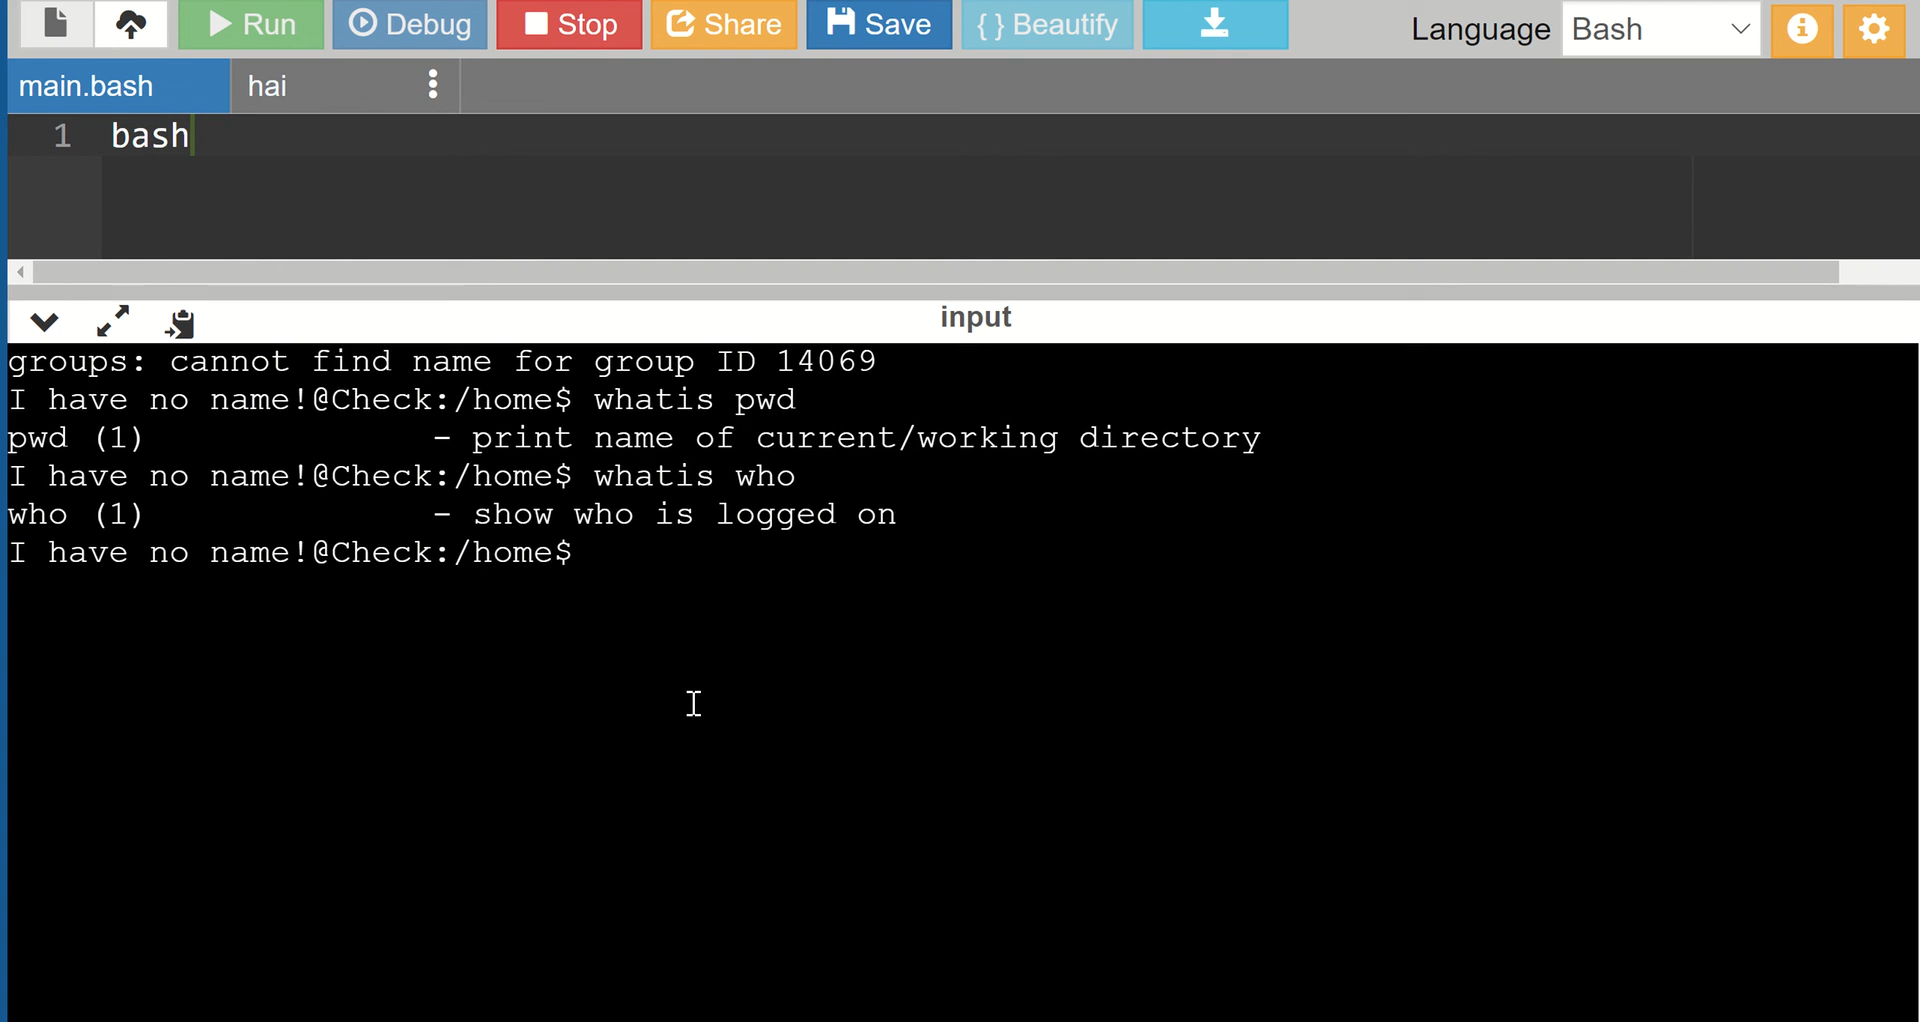 Run Debug Stop Share Save { } Beautify Language Bash
main.bash hai
1 bash
input
groups: cannot find name for group ID 14069
I have no name!@Check:/home$ whatis pwd
pwd (1) - print name of current/working directory
I have no name!@Check:/home$ whatis who
who (1) - show who is logged on
I have no name!@Check:/home$